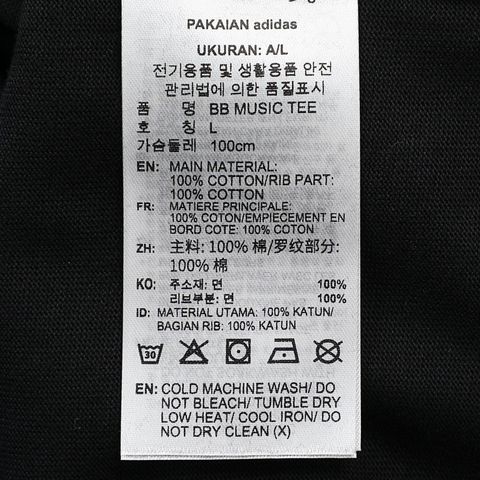 PAKAIAN adidas
UKURAN: A/L
전기용품 및 생활용품 안전
관리법에 의한 품질표시
품 명 BB MUSIC TEE
호 칭 L
가슴둘레 100cm
EN: MAIN MATERIAL:
100% COTTON/RIB PART:
100% COTTON
FR: MATIERE PRINCIPALE:
100% COTON/EMPIECEMENT EN
BORD COTE: 100% COTON
ZH: 主料: 100% 棉/罗纹部分:
100% 棉
KO: 주소재: 면 100%
리브부분: 면 100%
ID: MATERIAL UTAMA: 100% KATUN/
BAGIAN RIB: 100% KATUN
30
EN: COLD MACHINE WASH/ DO
NOT BLEACH/ TUMBLE DRY
LOW HEAT/ COOL IRON/ DO
NOT DRY CLEAN (X)